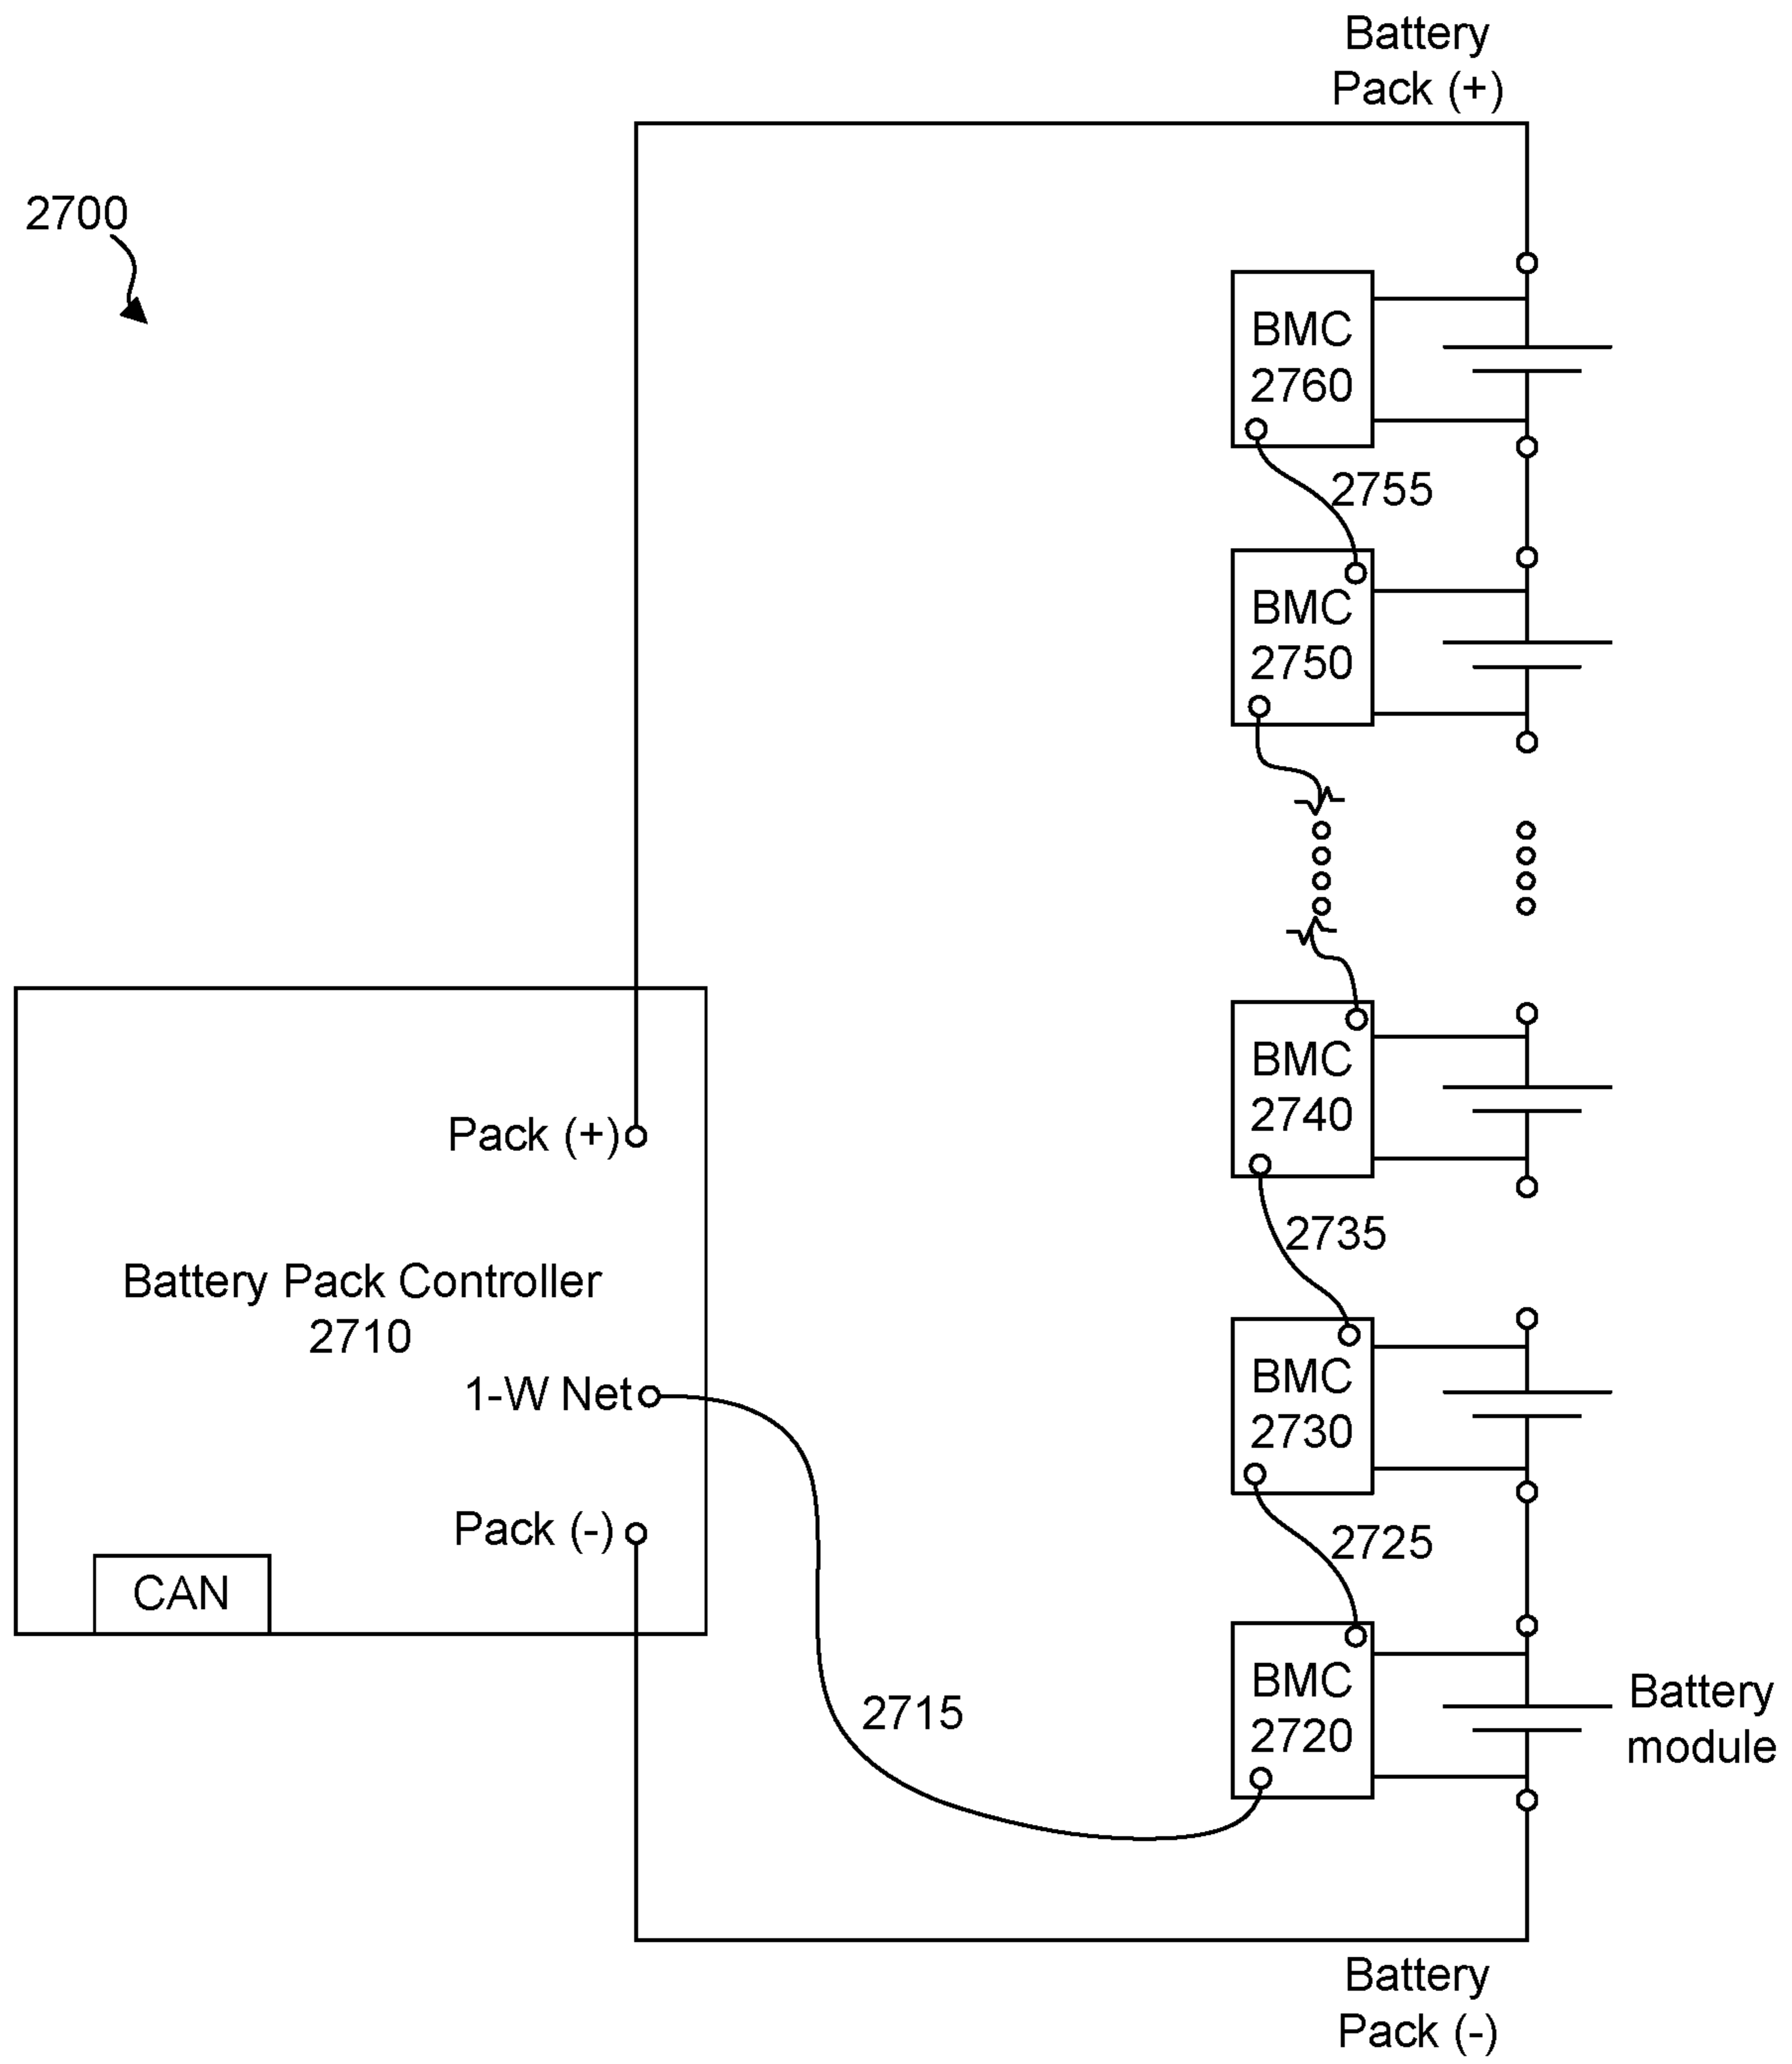 Battery
Pack (+)
2700
BMC
2760
2755
BMC
2750
BMC
2740
Pack (+)
2735
Battery Pack Controller
2710
BMC
2730
1-W Net
Pack (-)
2725
CAN
BMC
2720
Battery
module
2715
Battery
Pack (-)